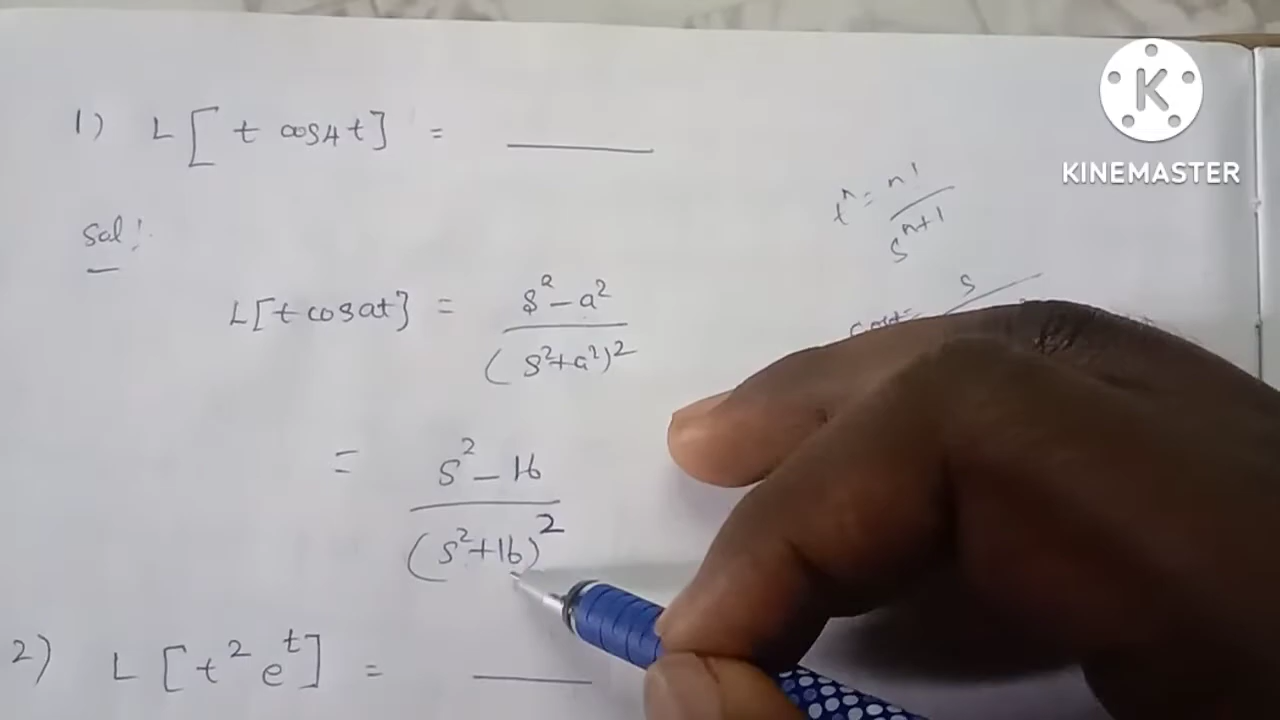 1) L[t cos4t] = ____
Sol:
L[t cosat] = s²-a² / (s²+a²)²
= s²-16 / (s²+16)²
2) L[t² eᵗ] = ____
tⁿ = n! / sⁿ⁺¹
s
KINEMASTER